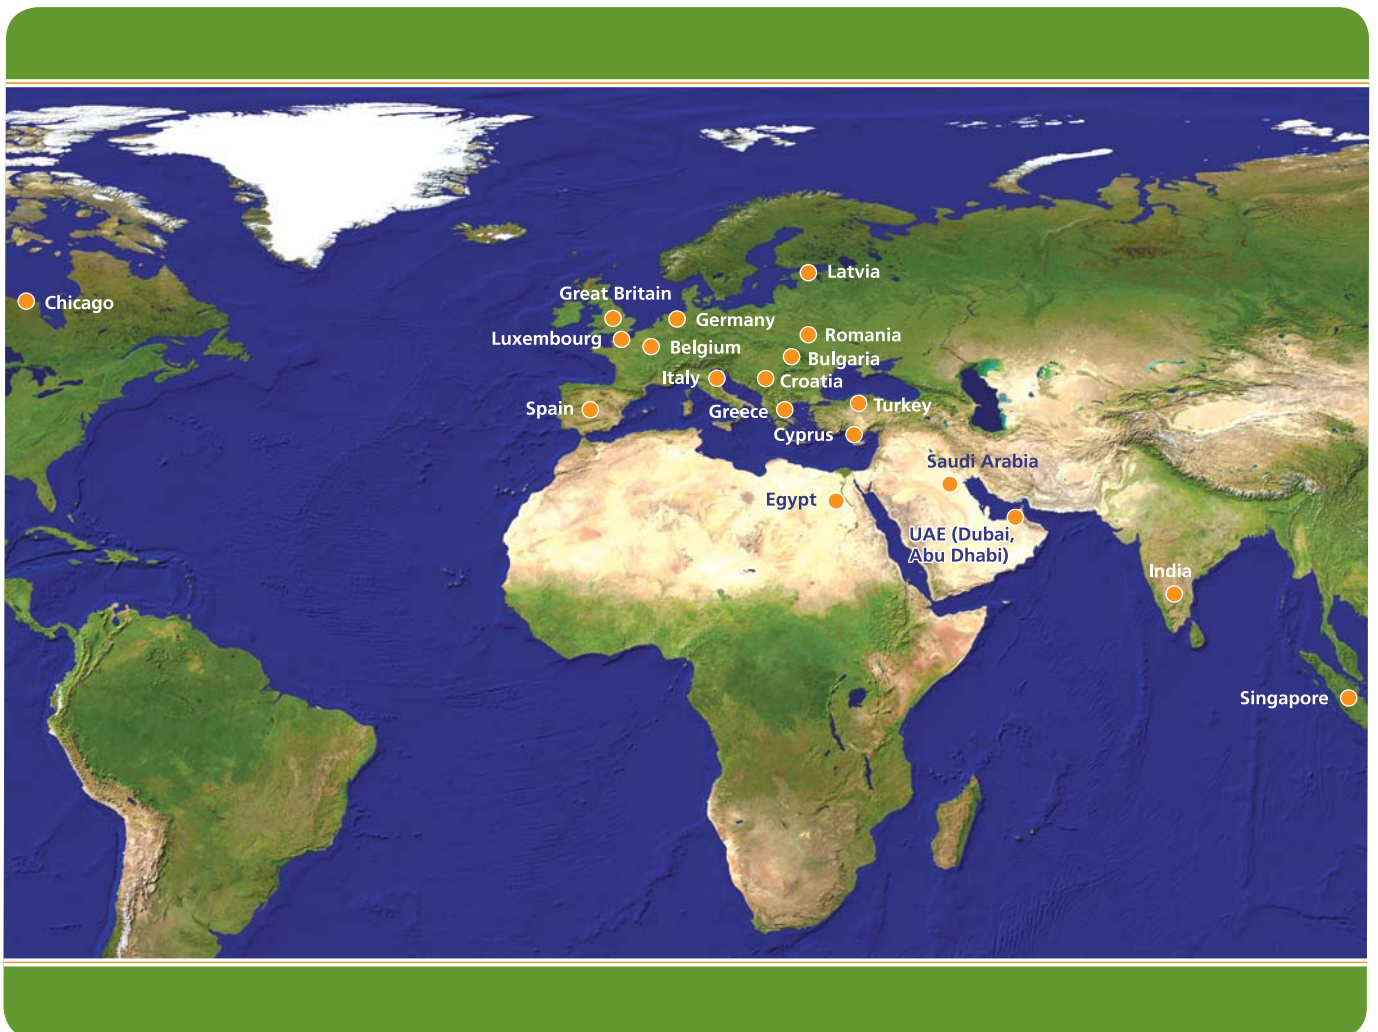 Latvia
Great Britain
Chicago
Germany
Luxembourg
Romania
Belgium
Bulgaria
Italy
Croatia
Spain
Greece
Turkey
Cyprus
Saudi Arabia
Egypt
UAE (Dubai,
Abu Dhabi)
India
Singapore